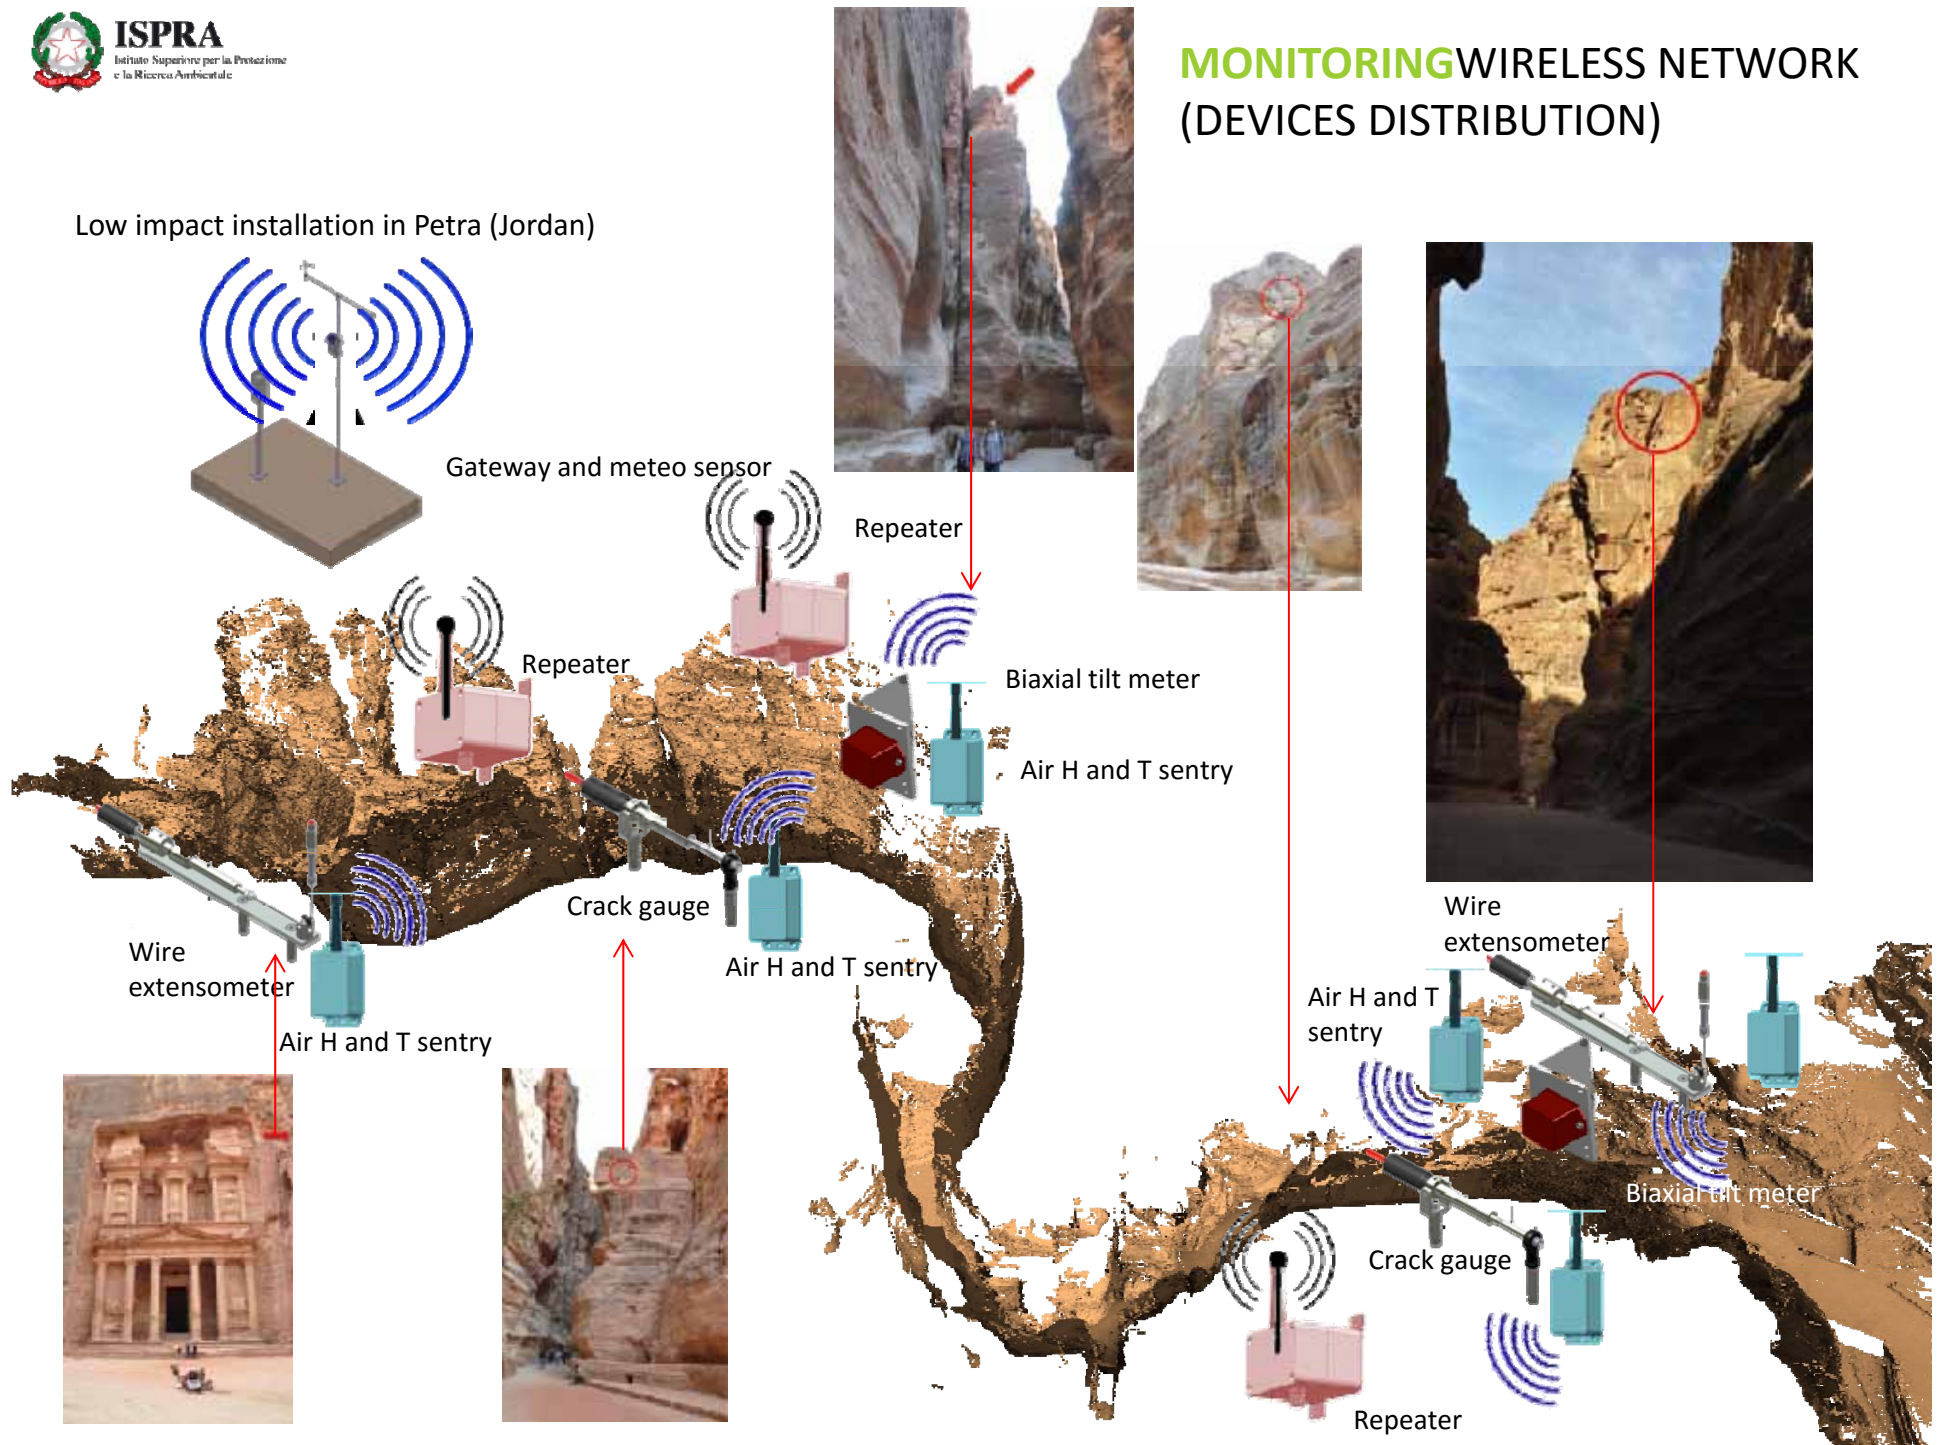 ISPRA
Istituto Superiore per la Protezione
e la Ricerca Ambientale
MONITORINGWIRELESS NETWORK
(DEVICES DISTRIBUTION)
Low impact installation in Petra (Jordan)
Gateway and meteo sensor
Repeater
Repeater
Biaxial tilt meter
Air H and T sentry
Crack gauge
Wire
extensometer
Air H and T sentry
Air H and T sentry
Wire
extensometer
Air H and T
sentry
Biaxial tilt meter
Crack gauge
Repeater